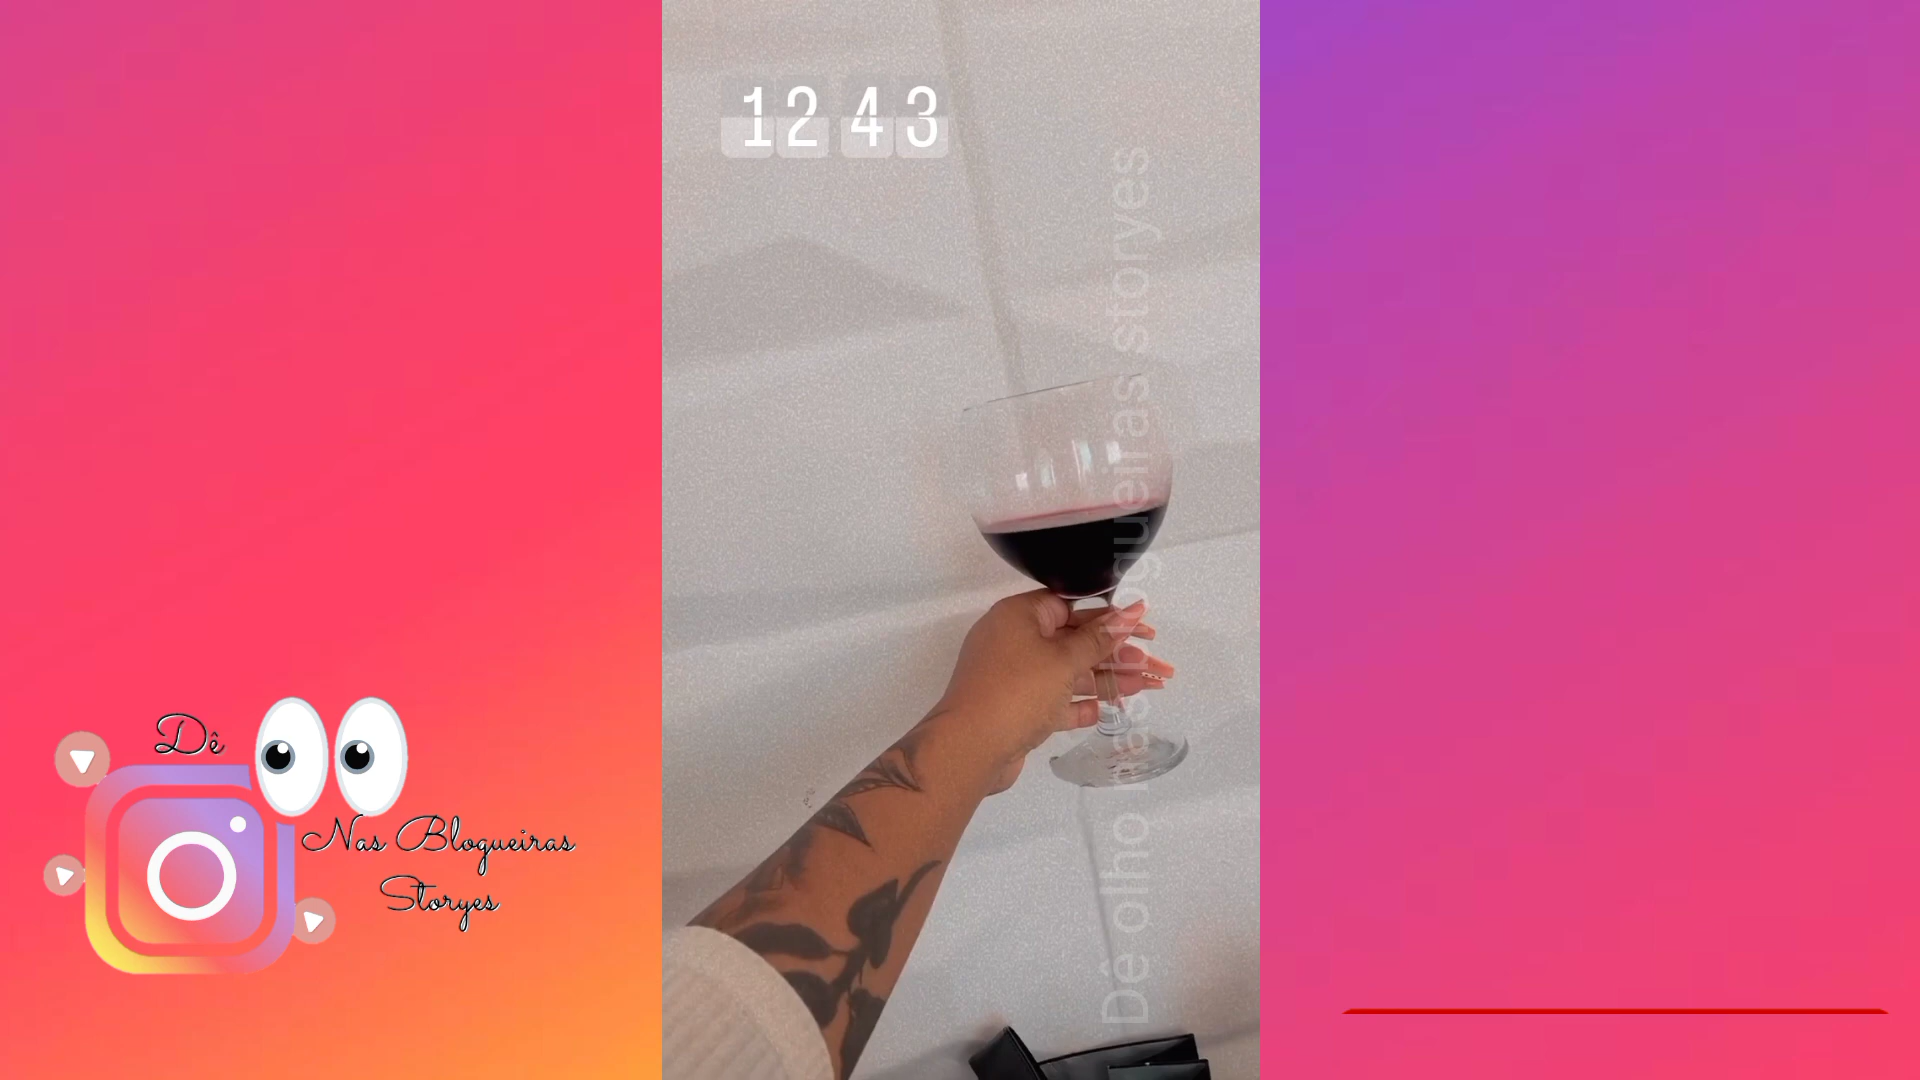 12 43
Dê olho nas blogueiras storyes
Dê
Nas Blogueiras
Storyes